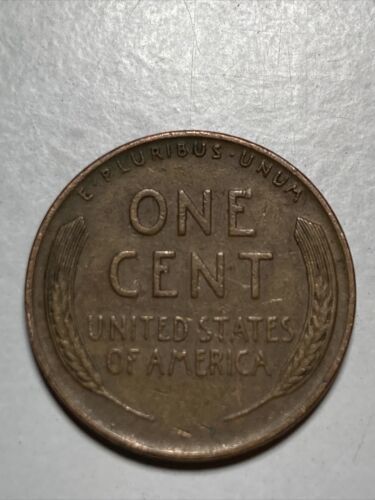 E·PLURIBUS·UNUM
ONE
CENT
UNITED STATES
OF AMERICA